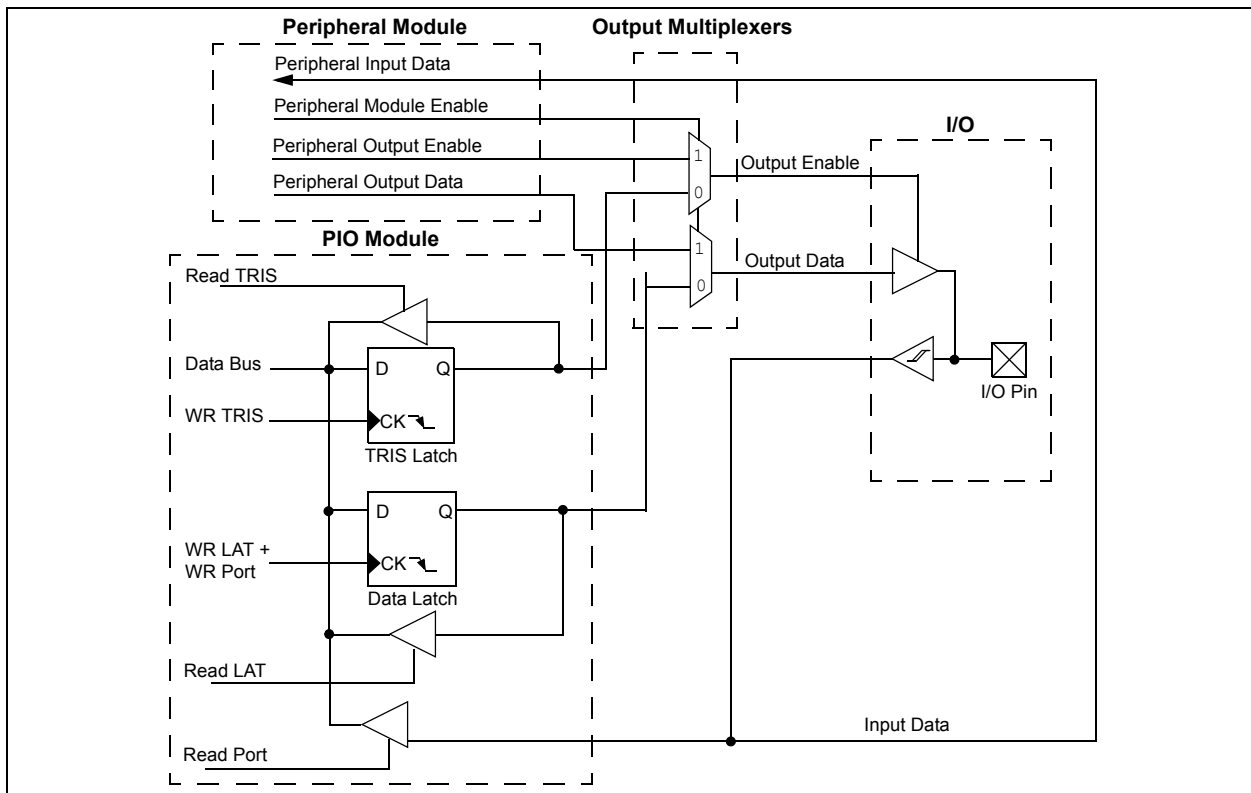 Peripheral Module
Output Multiplexers
Peripheral Input Data
Peripheral Module Enable
I/O
Peripheral Output Enable
1
Output Enable
Peripheral Output Data
0
PIO Module
1
Output Data
Read TRIS
0
Data Bus
D
Q
I/O Pin
WR TRIS
CK
TRIS Latch
D
Q
WR LAT +
WR Port
CK
Data Latch
Read LAT
Input Data
Read Port